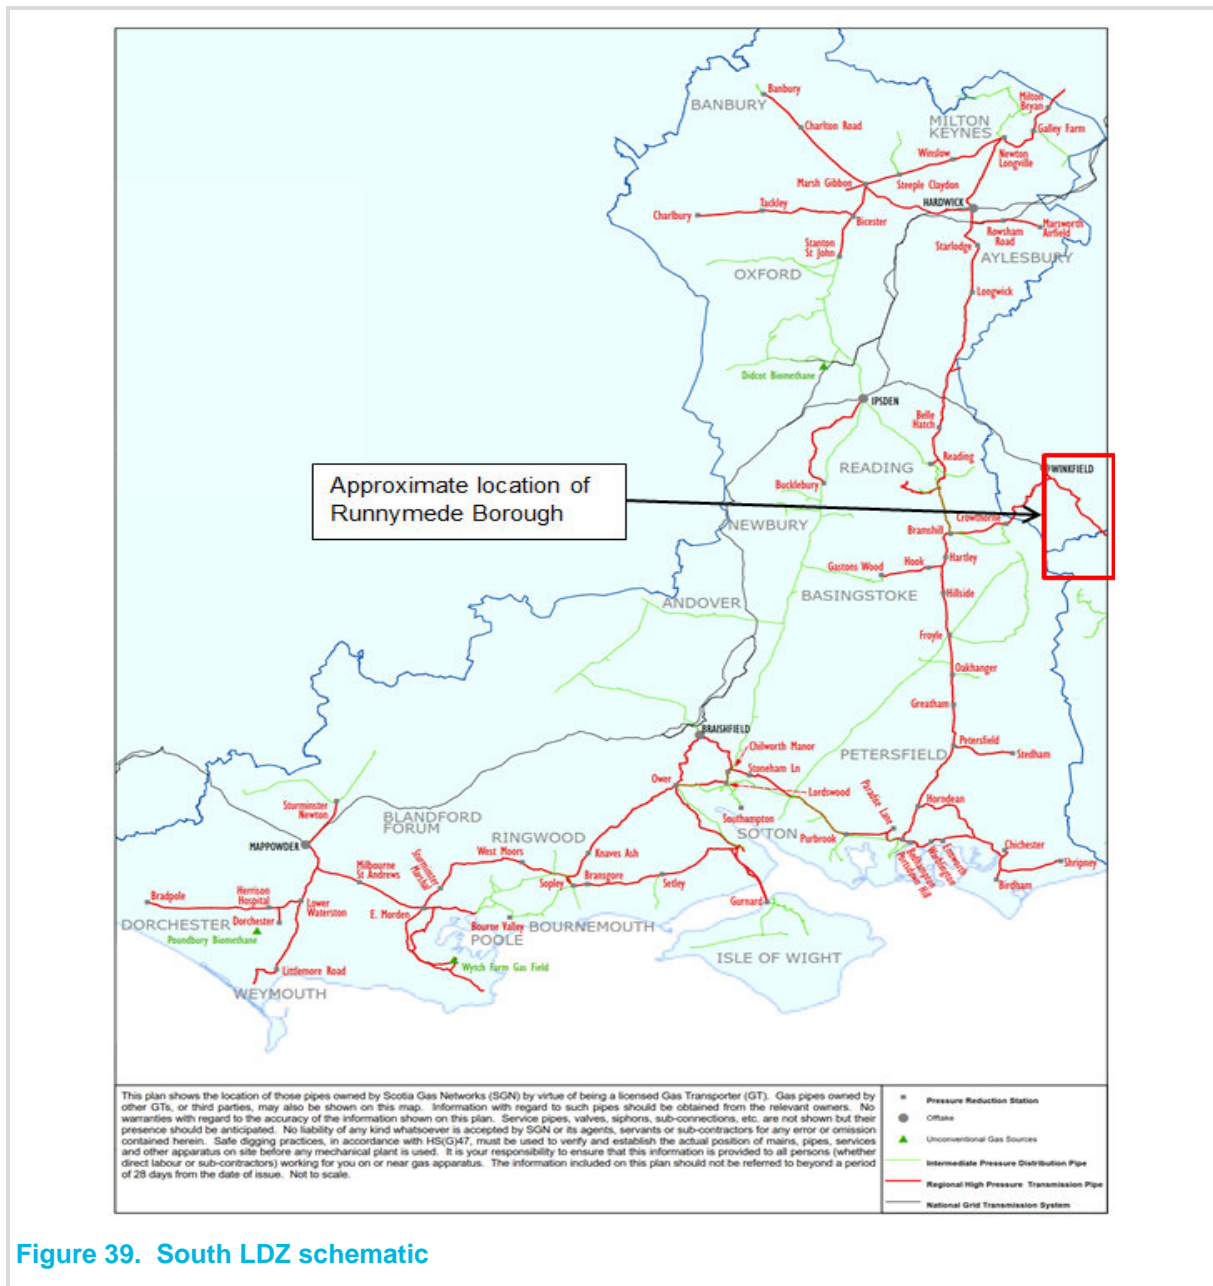 Banbury
BANBURY
Charlton Road
Milton
Bryan
MILTON
KEYNES
Galley Farm
Winslow
Newton
Longville
Marsh Gibbon
Steeple Claydon
HARDWICK
Tackley
Charlbury
Bicester
Rowsham
Road
Marsworth
Airfield
Stanton
St John
Starlodge
AYLESBURY
OXFORD
Longwick
Didcot Biomethane
IPSDEN
Belle
Hatch
READING
Reading
WINKFIELD
Bucklebury
Approximate location of
Runnymede Borough
NEWBURY
Crowthorne
Bramshill
Hartley
Hook
Gastons Wood
BASINGSTOKE
Hillside
ANDOVER
Froyle
Oakhanger
Greatham
BRAISHFIELD
Petersfield
PETERSFIELD
Stedham
Chilworth Manor
Stoneham Ln
Ower
Lordswood
Paradise Lane
Horndean
Sturminster
Newton
BLANDFORD
FORUM
Southampton
SO'TON
RINGWOOD
MAPPOWDER
West Moors
Knaves Ash
Purbrook
Portsdown Rd
Bedhampton
Warblington
Emsworth
Chichester
Shripney
Birdham
Milbourne
St Andrews
Sturminster
Marshal
Sopley
Bransgore
Setley
Bradpole
Herrison
Hospital
Lower
Waterston
E. Morden
Gurnard
DORCHESTER
Dorchester
Poundbury Biomethane
Bourne Valley
BOURNEMOUTH
POOLE
ISLE OF WIGHT
Wytch Farm Gas Field
Littlemore Road
WEYMOUTH
This plan shows the location of those pipes owned by Scotia Gas Networks (SGN) by virtue of being a licensed Gas Transporter (GT). Gas pipes owned by
other GTs, or third parties, may also be shown on this map. Information with regard to such pipes should be obtained from the relevant owners. No
warranties with regard to the accuracy of the information shown on this plan. Service pipes, valves, siphons, sub-connections, etc. are not shown but their
presence should be anticipated. No liability of any kind whatsoever is accepted by SGN or its agents, servants or sub-contractors for any error or omission
contained herein. Safe digging practices, in accordance with HS(G)47, must be used to verify and establish the actual position of mains, pipes, services
and other apparatus on site before any mechanical plant is used. It is your responsibility to ensure that this information is provided to all persons (whether
direct labour or sub-contractors) working for you on or near gas apparatus. The information included on this plan should not be referred to beyond a period
of 28 days from the date of issue. Not to scale.
Pressure Reduction Station
Offtake
Unconventional Gas Sources
Intermediate Pressure Distribution Pipe
Regional High Pressure Transmission Pipe
National Grid Transmission System
Figure 39. South LDZ schematic